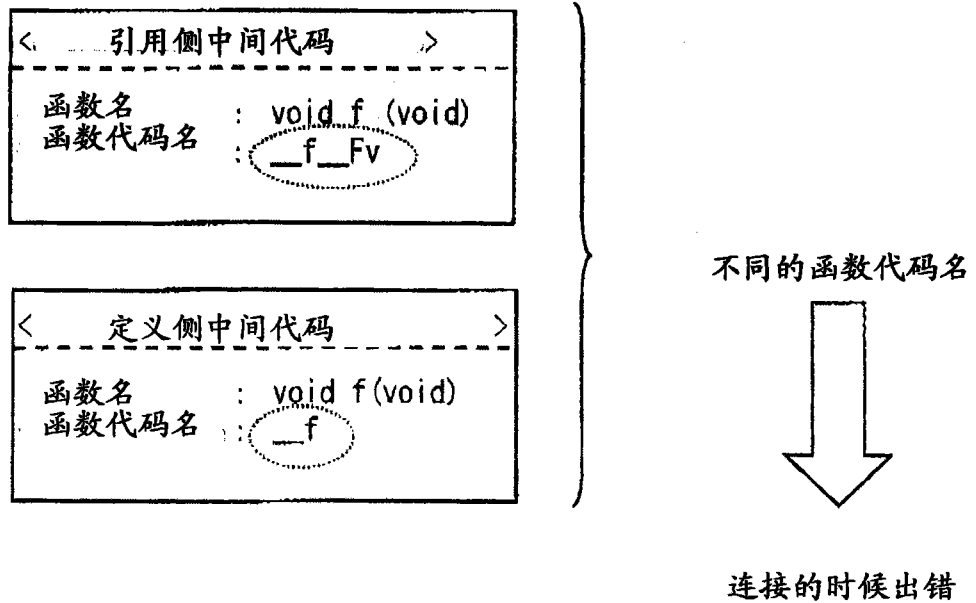 < 引用侧中间代码 >
函数名 : void f (void)
函数代码名 : __f__Fv
不同的函数代码名
< 定义侧中间代码 >
函数名 : void f(void)
函数代码名 : __f
连接的时候出错